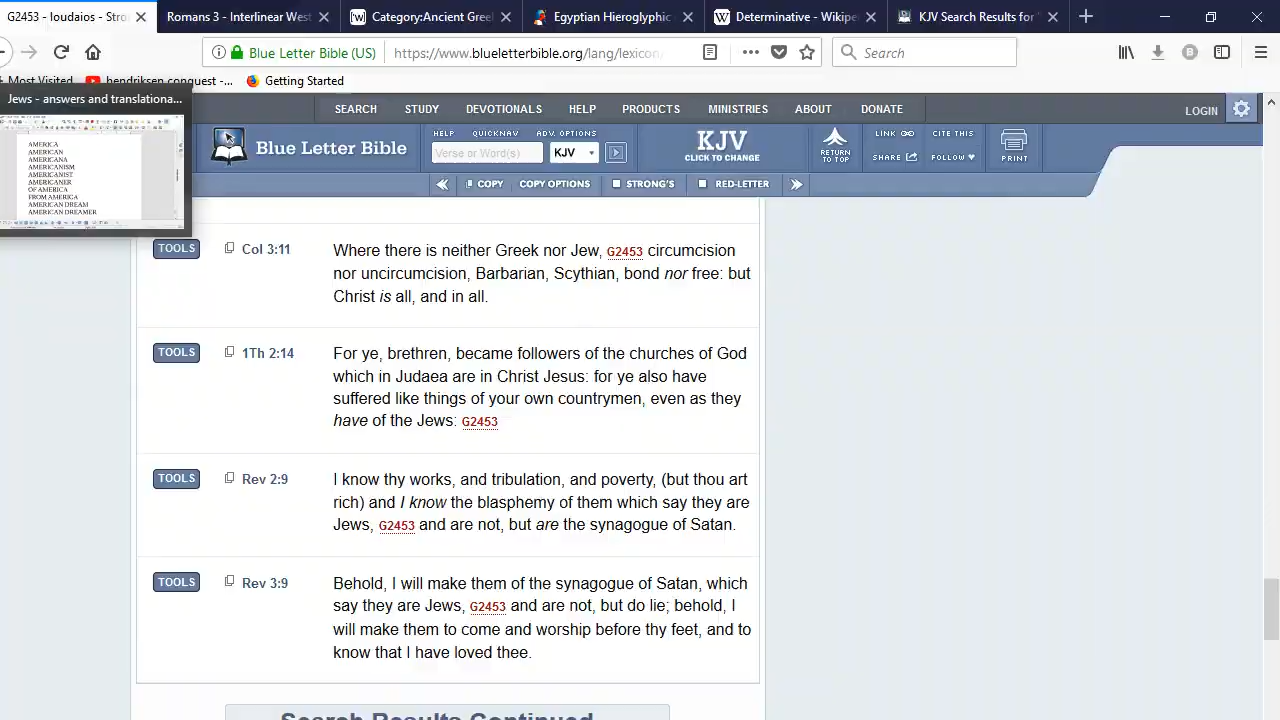 G2453 - Ioudaios - Stro
Romans 3 - Interlinear West
Category:Ancient Greek
Egyptian Hieroglyphic
Determinative - Wikipe
KJV Search Results for
Blue Letter Bible (US)
https://www.blueletterbible.org/lang/lexicon
Search
Most Visited
hendriksen conquest -...
Getting Started
Jews - answers and translationa...
AMERICA
AMERICAN
AMERICANA
AMERICANISM
AMERICANIST
AMERICANER
OF AMERICA
FROM AMERICA
AMERICAN DREAM
AMERICAN DREAMER
SEARCH STUDY DEVOTIONALS HELP PRODUCTS MINISTRIES ABOUT DONATE
LOGIN
Blue Letter Bible
HELP QUICKNAV ADV. OPTIONS
Verse or Word(s) KJV
KJV
CLICK TO CHANGE
RETURN
TO TOP
LINK CITE THIS
SHARE FOLLOW
PRINT
COPY COPY OPTIONS STRONG'S RED-LETTER
TOOLS Col 3:11 Where there is neither Greek nor Jew, G2453 circumcision
nor uncircumcision, Barbarian, Scythian, bond nor free: but
Christ is all, and in all.
TOOLS 1Th 2:14 For ye, brethren, became followers of the churches of God
which in Judaea are in Christ Jesus: for ye also have
suffered like things of your own countrymen, even as they
have of the Jews: G2453
TOOLS Rev 2:9 I know thy works, and tribulation, and poverty, (but thou art
rich) and I know the blasphemy of them which say they are
Jews, G2453 and are not, but are the synagogue of Satan.
TOOLS Rev 3:9 Behold, I will make them of the synagogue of Satan, which
say they are Jews, G2453 and are not, but do lie; behold, I
will make them to come and worship before thy feet, and to
know that I have loved thee.
Search Results Continued